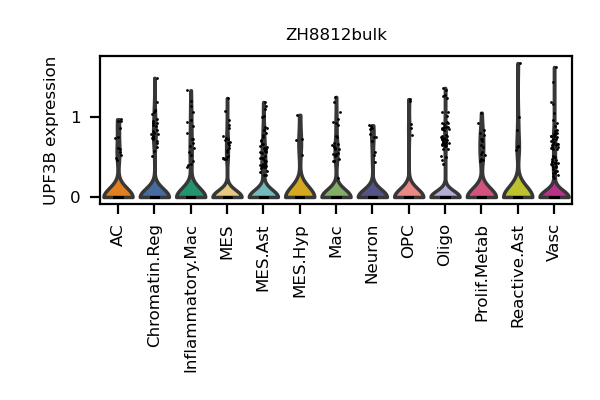 ZH8812bulk
UPF3B expression
1
0
AC
Chromatin.Reg
Inflammatory.Mac
MES
MES.Ast
MES.Hyp
Mac
Neuron
OPC
Oligo
Prolif.Metab
Reactive.Ast
Vasc